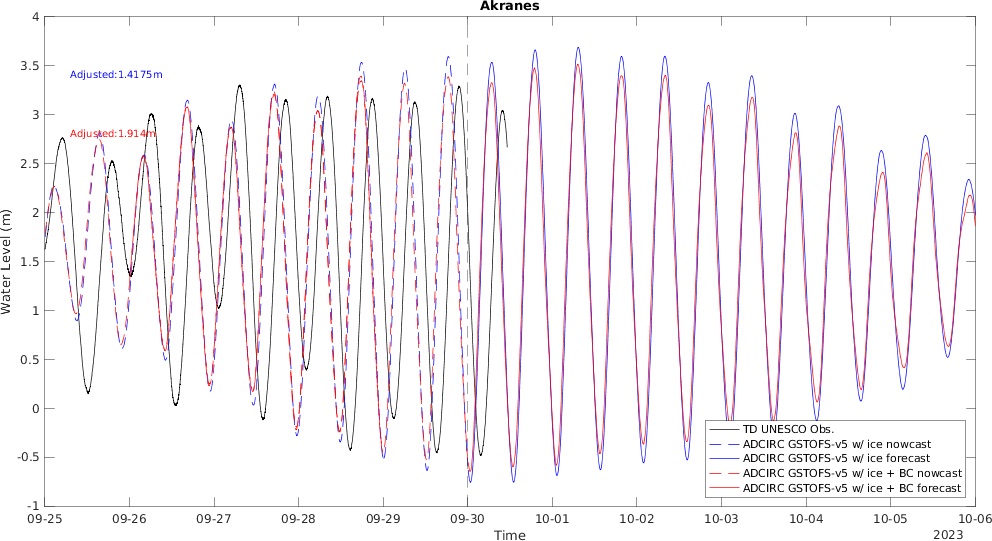 Akranes
4
3.5
3
2.5
2
1.5
1
0.5
0
-0.5
-1
Water Level (m)
Adjusted:1.4175m
Adjusted:1.914m
TD UNESCO Obs.
ADCIRC GSTOFS-v5 w/ ice nowcast
ADCIRC GSTOFS-v5 w/ ice forecast
ADCIRC GSTOFS-v5 w/ ice + BC nowcast
ADCIRC GSTOFS-v5 w/ ice + BC forecast
09-25 09-26 09-27 09-28 09-29 09-30 10-01 10-02 10-03 10-04 10-05 10-06
Time
2023